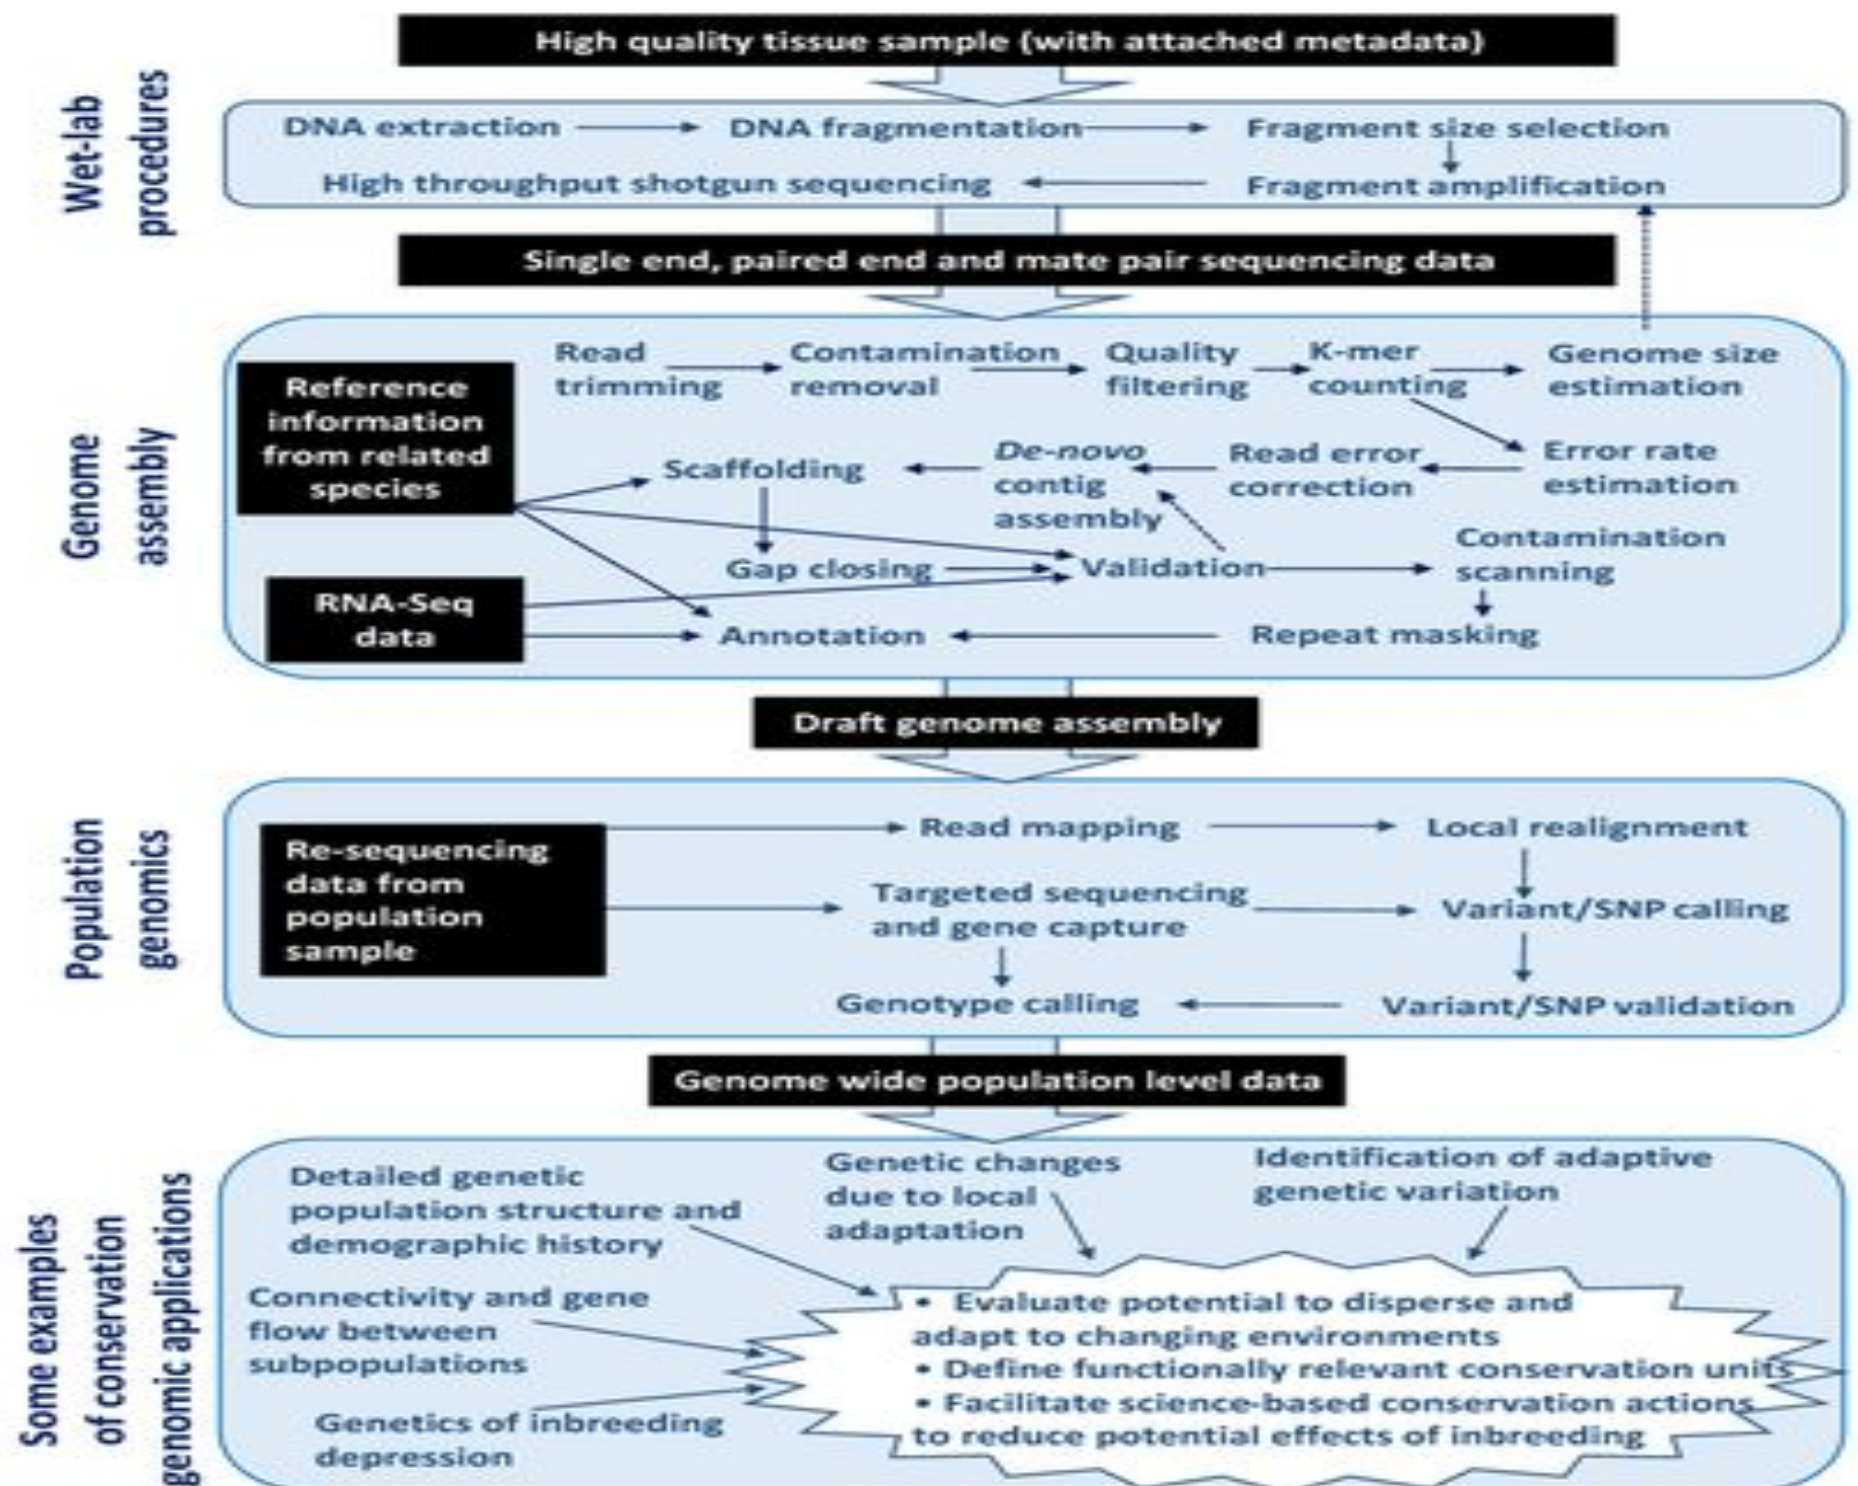 High quality tissue sample (with attached metadata)
Wet-lab
procedures
DNA extraction
DNA fragmentation
Fragment size selection
High throughput shotgun sequencing
Fragment amplification
Single end, paired end and mate pair sequencing data
Genome
assembly
Reference
information
from related
species
Read
trimming
Contamination
removal
Quality
filtering
K-mer
counting
Genome size
estimation
Scaffolding
De-novo
contig
assembly
Read error
correction
Error rate
estimation
Gap closing
Validation
Contamination
scanning
RNA-Seq
data
Annotation
Repeat masking
Draft genome assembly
Population
genomics
Re-sequencing
data from
population
sample
Read mapping
Local realignment
Targeted sequencing
and gene capture
Variant/SNP calling
Genotype calling
Variant/SNP validation
Genome wide population level data
Some examples
of conservation
genomic applications
Detailed genetic
population structure and
demographic history
Genetic changes
due to local
adaptation
Identification of adaptive
genetic variation
Connectivity and gene
flow between
subpopulations
Genetics of inbreeding
depression
• Evaluate potential to disperse and
adapt to changing environments
• Define functionally relevant conservation units
• Facilitate science-based conservation actions
to reduce potential effects of inbreeding